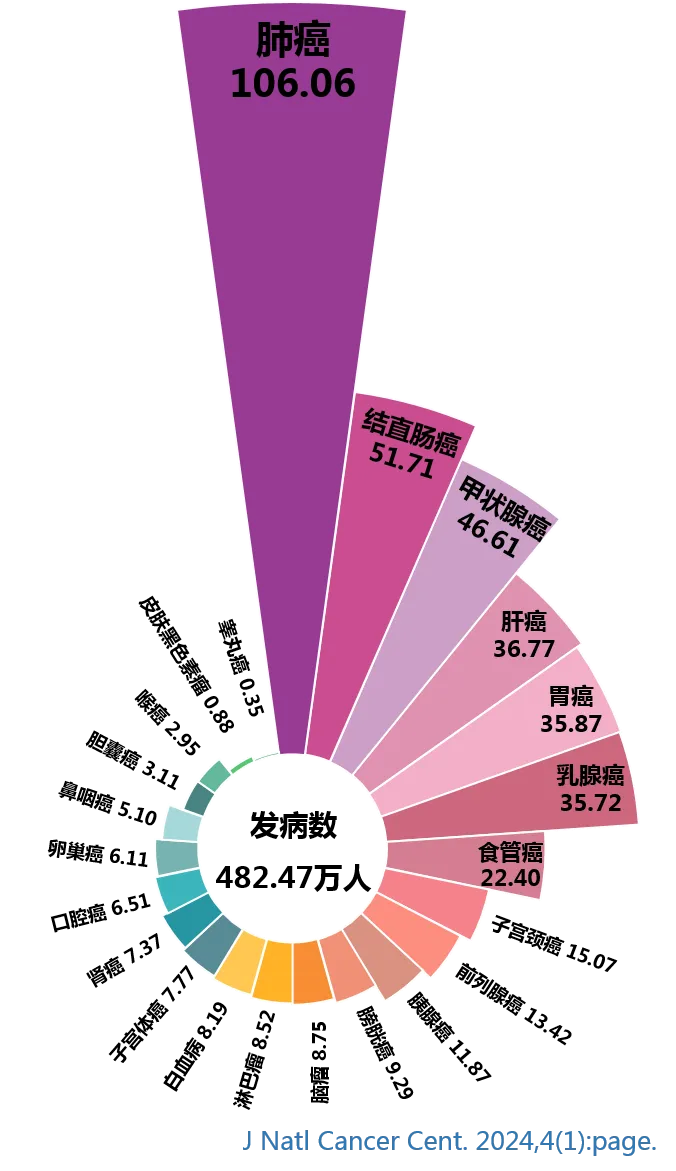 肺癌
106.06
结直肠癌
51.71
甲状腺癌
46.61
肝癌
36.77
胃癌
35.87
乳腺癌
35.72
食管癌
22.40
子宫颈癌 15.07
前列腺癌 13.42
胰腺癌 11.87
膀胱癌 9.29
脑瘤 8.75
淋巴瘤 8.52
白血病 8.19
子宫体癌 7.77
肾癌 7.37
口腔癌 6.51
卵巢癌 6.11
鼻咽癌 5.10
胆囊癌 3.11
喉癌 2.95
皮肤黑色素瘤 0.88
睾丸癌 0.35
发病数
482.47万人
J Natl Cancer Cent. 2024,4(1):page.